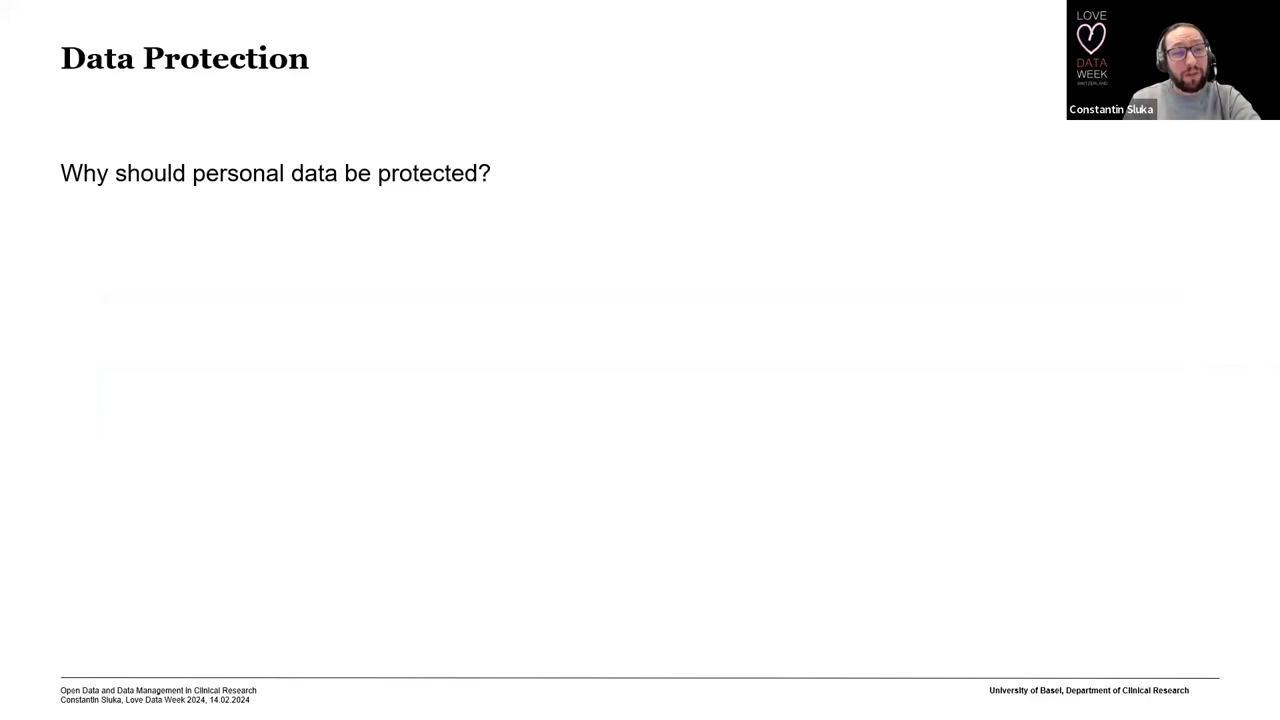 Data Protection
LOVE
DATA
WEEK
SWITZERLAND
Constantin Sluka
Why should personal data be protected?
Open Data and Data Management in Clinical Research
Constantin Sluka, Love Data Week 2024, 14.02.2024
University of Basel, Department of Clinical Research